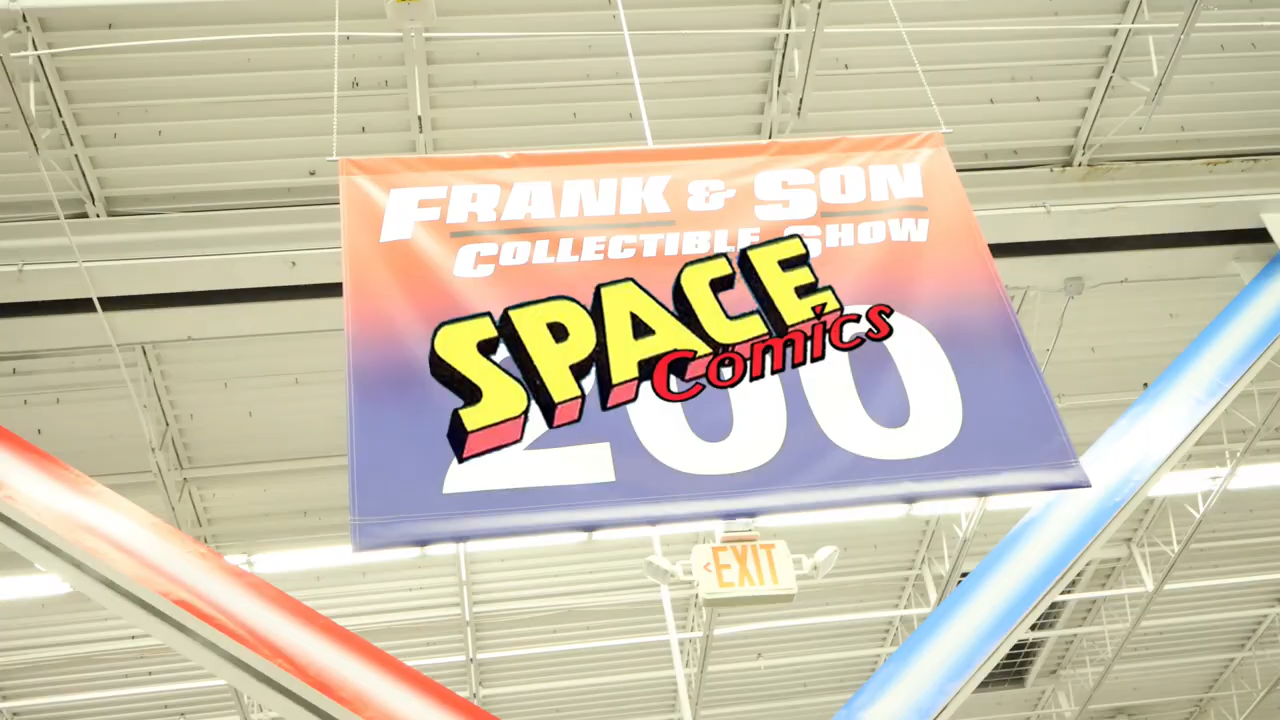 FRANK & SON
COLLECTIBLE SHOW
SPACE
Comics
200
EXIT